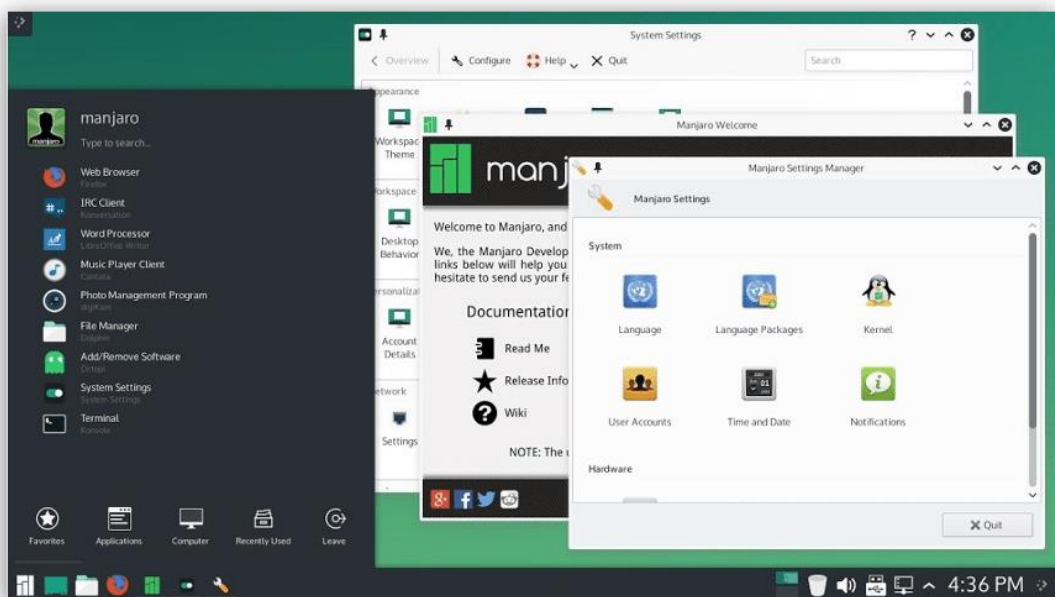 manjaro
Type to search...
Web Browser
Firefox
IRC Client
Konversation
Word Processor
LibreOffice Writer
Music Player Client
Cantata
Photo Management Program
digiKam
File Manager
Dolphin
Add/Remove Software
Octopi
System Settings
System Settings
Terminal
Konsole
Favorites
Applications
Computer
Recently Used
Leave
System Settings
Overview
Configure
Help
Quit
Search
Appearance
Workspac
Theme
Workspace
Desktop
Behavior
ersonaliza
Account
Details
etwork
Settings
Manjaro Welcome
manj
Welcome to Manjaro, and
We, the Manjaro Develop
links below will help you
hesitate to send us your fe
Documentation
Read Me
Release Info
Wiki
NOTE: The
Manjaro Settings Manager
Manjaro Settings
System
Language
Language Packages
Kernel
User Accounts
Time and Date
Notifications
Hardware
Quit
4:36 PM